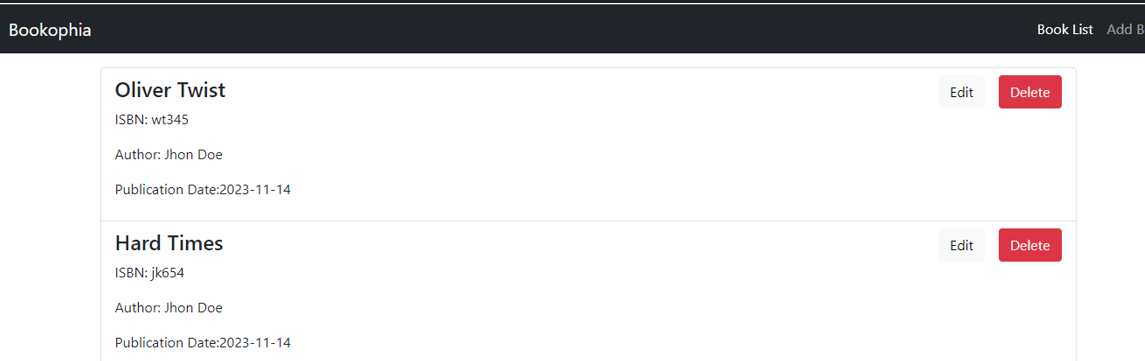 Bookophia Book List Add B
Oliver Twist Edit Delete
ISBN: wt345
Author: Jhon Doe
Publication Date:2023-11-14
Hard Times Edit Delete
ISBN: jk654
Author: Jhon Doe
Publication Date:2023-11-14